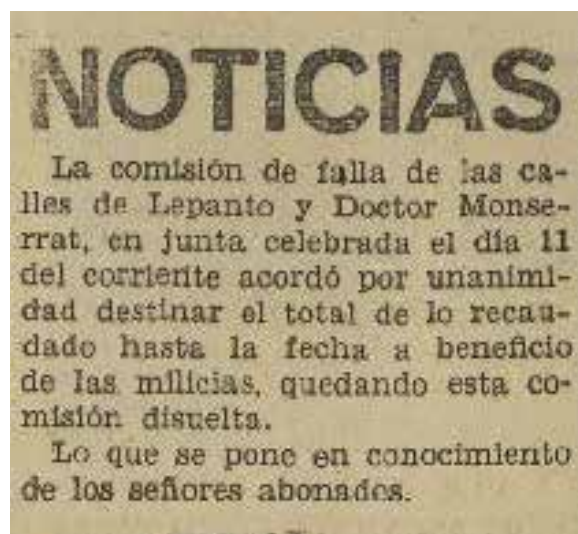 NOTICIAS
La comisión de falla de las ca-
lles de Lepanto y Doctor Monse-
rrat, en junta celebrada el día 11
del corriente acordó por unanimi-
dad destinar el total de lo recau-
dado hasta la fecha a beneficio
de las milicias, quedando esta co-
misión disuelta.
Lo que se pone en conocimiento
de los señores abonados.